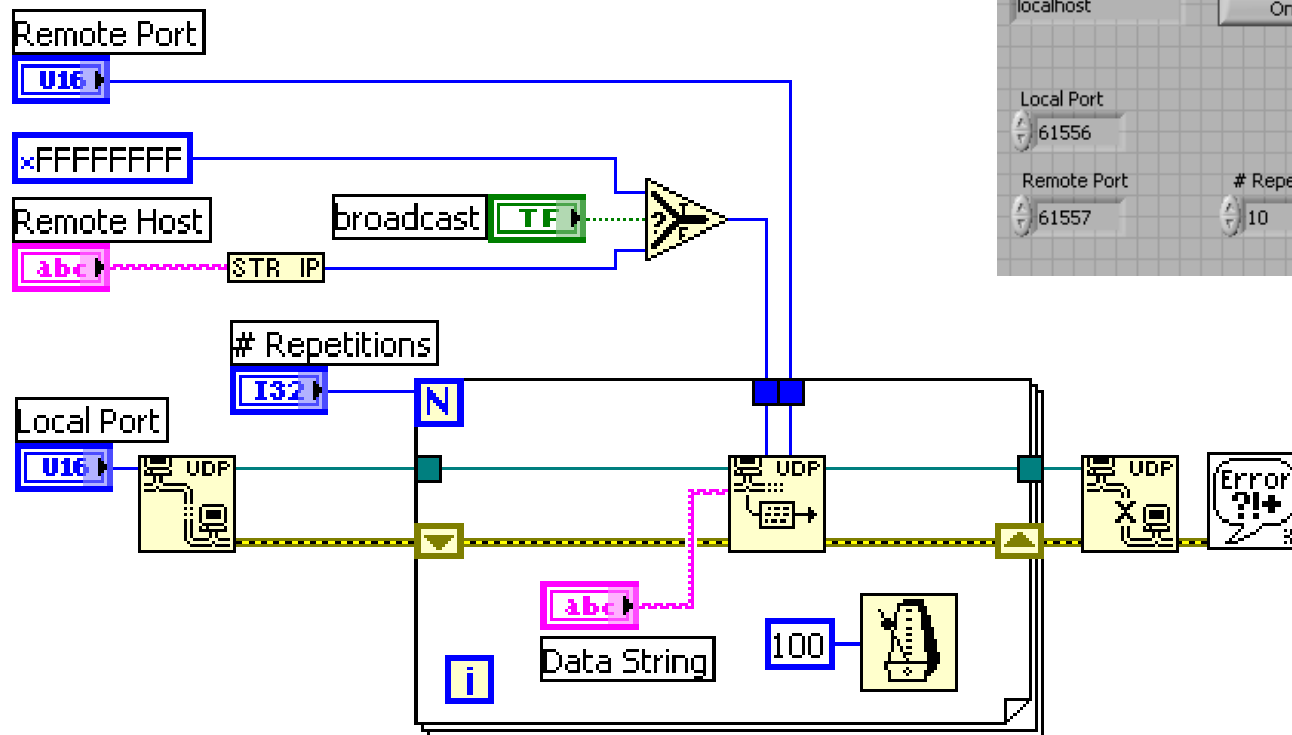 Remote Port
U16
xFFFFFFFF
Remote Host
abc
STR IP
broadcast
TF
?
# Repetitions
I32
N
Local Port
U16
UDP
UDP
UDP
Error
?!+
abc
Data String
100
i
localhost
Local Port
61556
Remote Port
61557
10